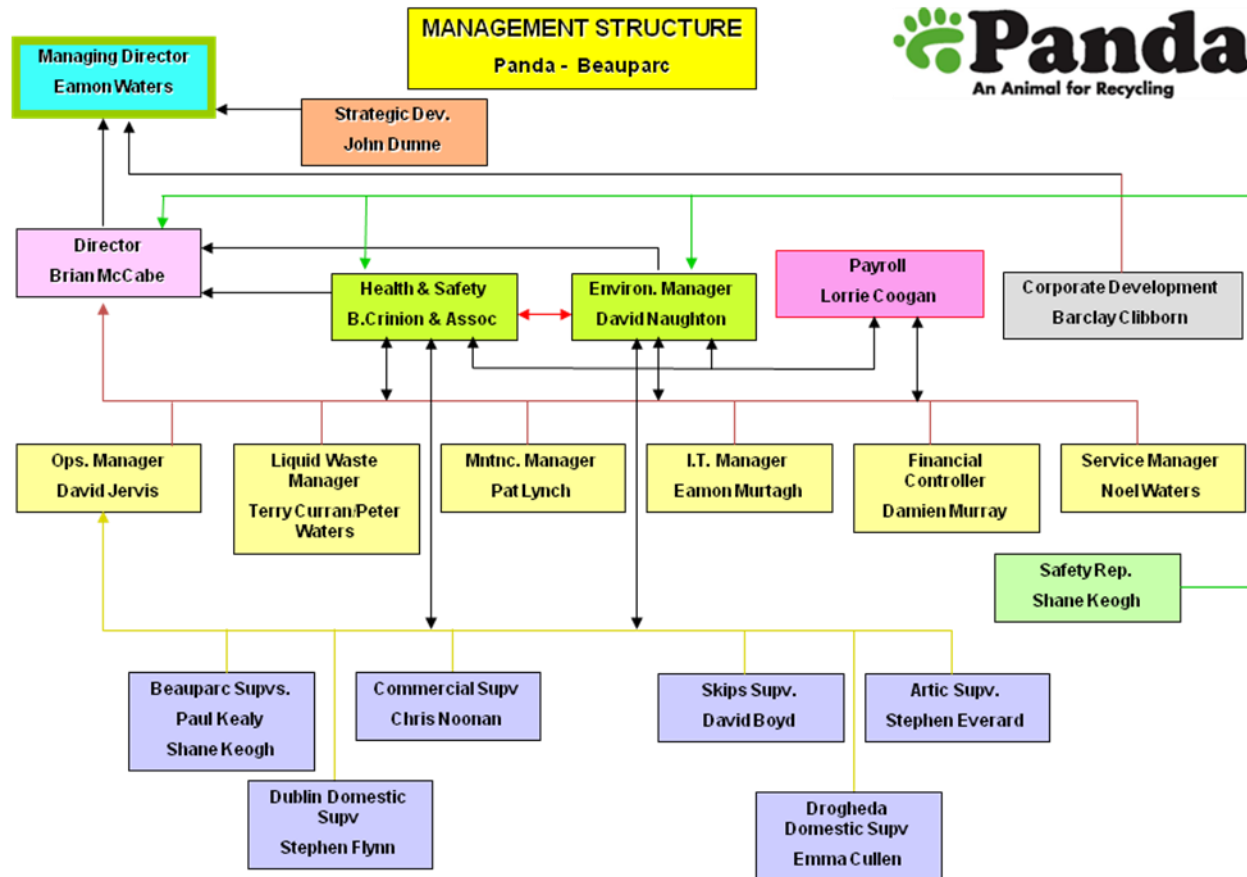 MANAGEMENT STRUCTURE
Panda - Beauparc
Panda
An Animal for Recycling
Managing Director
Eamon Waters
Strategic Dev.
John Dunne
Director
Brian McCabe
Health & Safety
B.Crinion & Assoc
Environ. Manager
David Naughton
Payroll
Lorrie Coogan
Corporate Development
Barclay Clibborn
Ops. Manager
David Jervis
Liquid Waste
Manager
Terry Curran/Peter
Waters
Mntnc. Manager
Pat Lynch
I.T. Manager
Eamon Murtagh
Financial
Controller
Damien Murray
Service Manager
Noel Waters
Safety Rep.
Shane Keogh
Beauparc Supvs.
Paul Kealy
Shane Keogh
Commercial Supv
Chris Noonan
Skips Supv.
David Boyd
Artic Supv.
Stephen Everard
Dublin Domestic
Supv
Stephen Flynn
Drogheda
Domestic Supv
Emma Cullen